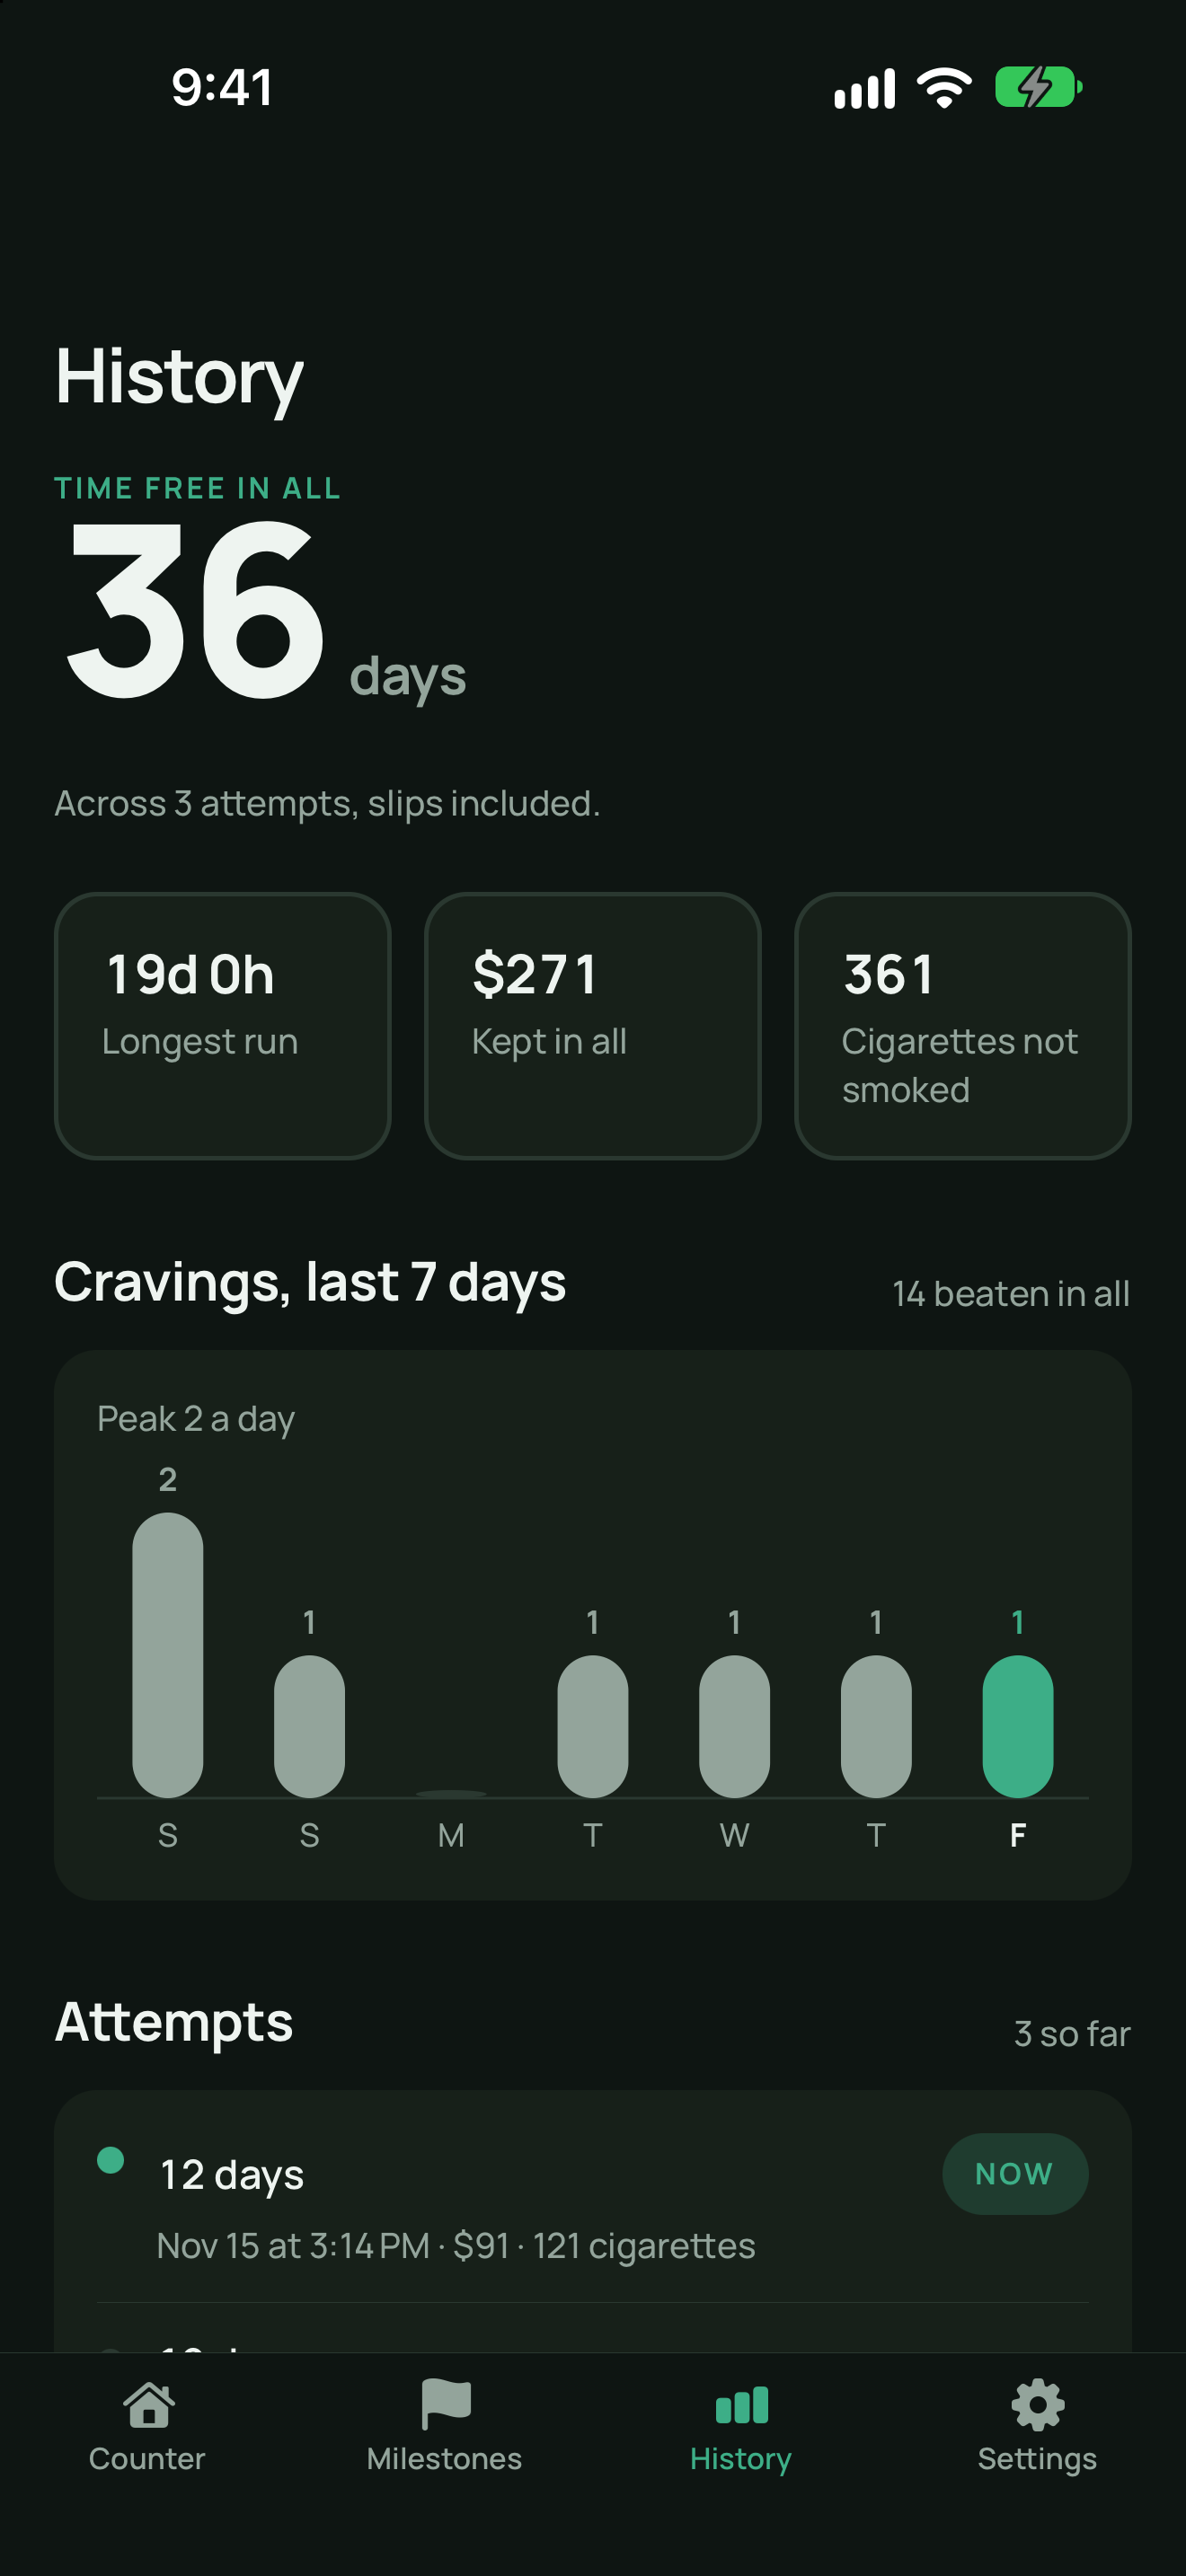 9:41
History
TIME FREE IN ALL
36 days
Across 3 attempts, slips included.
19d 0h
Longest run
$271
Kept in all
361
Cigarettes not
smoked
Cravings, last 7 days
14 beaten in all
Peak 2 a day
2
1
1
1
1
1
S
S
M
T
W
T
F
Attempts
3 so far
12 days
NOW
Nov 15 at 3:14 PM · $91 · 121 cigarettes
Counter
Milestones
History
Settings